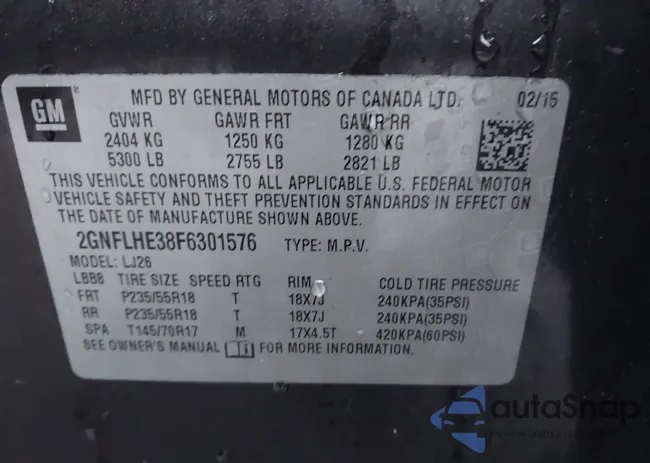 GM ®
MFD BY GENERAL MOTORS OF CANADA LTD. 02/15
GVWR GAWR FRT GAWR RR
2404 KG 1250 KG 1280 KG
5300 LB 2755 LB 2821 LB
THIS VEHICLE CONFORMS TO ALL APPLICABLE U.S. FEDERAL MOTOR
VEHICLE SAFETY AND THEFT PREVENTION STANDARDS IN EFFECT ON
THE DATE OF MANUFACTURE SHOWN ABOVE.
2GNFLHE38F6301576 TYPE: M.P.V.
MODEL: LJ26
LBB8 TIRE SIZE SPEED RTG RIM COLD TIRE PRESSURE
FRT P235/55R18 T 18X7J 240KPA(35PSI)
RR P235/55R18 T 18X7J 240KPA(35PSI)
SPA T145/70R17 M 17X4.5T 420KPA(60PSI)
SEE OWNER'S MANUAL FOR MORE INFORMATION.
autoSnap